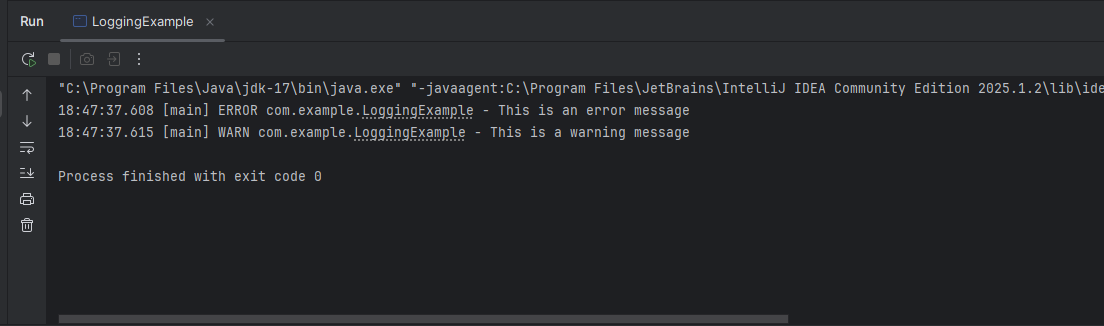 Run LoggingExample
"C:\Program Files\Java\jdk-17\bin\java.exe" "-javaagent:C:\Program Files\JetBrains\IntelliJ IDEA Community Edition 2025.1.2\lib\ide
18:47:37.608 [main] ERROR com.example.LoggingExample - This is an error message
18:47:37.615 [main] WARN com.example.LoggingExample - This is a warning message
Process finished with exit code 0